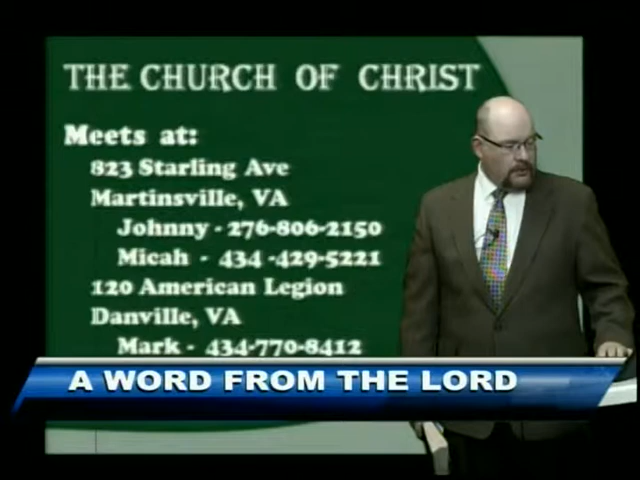 THE CHURCH OF CHRIST
Meets at:
823 Starling Ave
Martinsville, VA
Johnny - 276-806-2150
Micah - 434 -429-5221
120 American Legion
Danville, VA
Mark - 434-770-8412
A WORD FROM THE LORD